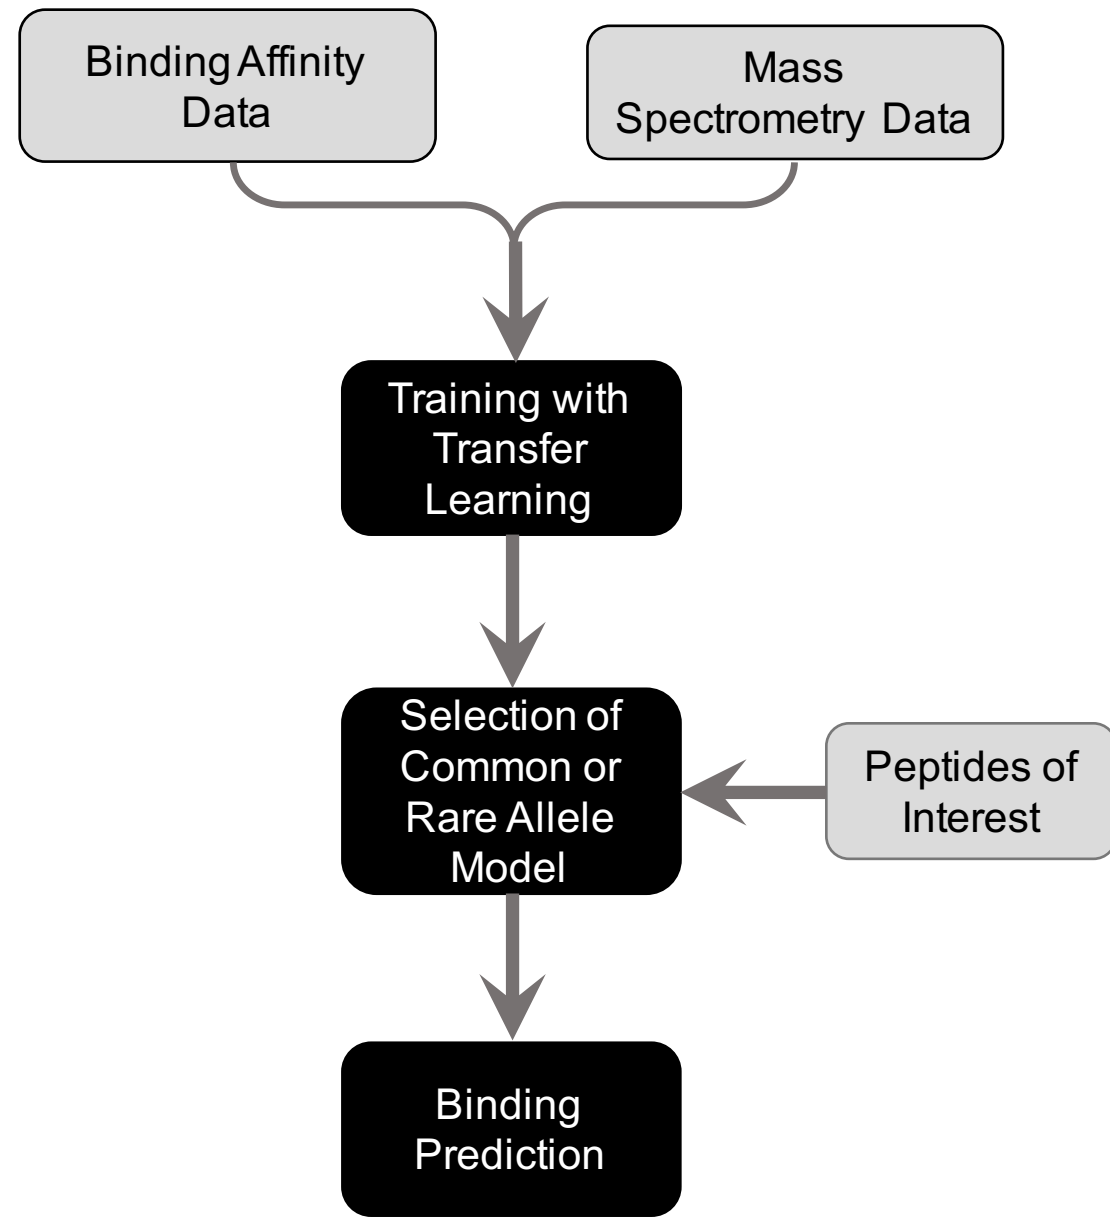 Binding Affinity
Data
Mass
Spectrometry Data
Training with
Transfer
Learning
Selection of
Common or
Rare Allele
Model
Peptides of
Interest
Binding
Prediction